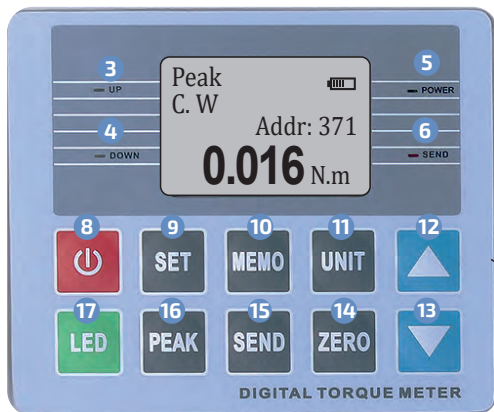 3
5
UP
POWER
4
6
DOWN
SEND
Peak
C. W
Addr: 371
0.016 N.m
8 9 10 11 12
SET MEMO UNIT
17 16 15 14 13
LED PEAK SEND ZERO
DIGITAL TORQUE METER